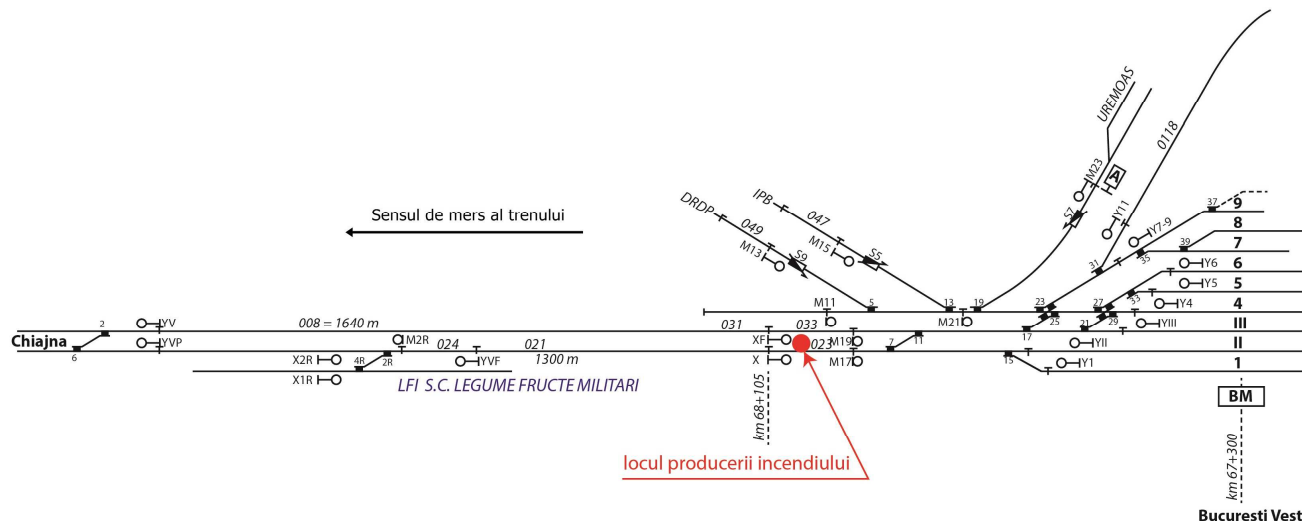 UREMOAS
0118
M23
A
S7
Y11
Y7-9
37
9
8
39
7
35
31
Y6
6
Y5
5
33
Y4
4
DRDP
049
M13
S9
IPB
047
M15
S5
Sensul de mers al trenului
5
13
19
23
25
27
29
21
17
M11
M21
YIII
III
YII
II
Y1
1
15
Chiajna
2
6
YV
YVP
008 = 1640 m
M2R
024
021
1300 m
YVF
X2R
X1R
4R
2R
LFI S.C. LEGUME FRUCTE MILITARI
031
033
XF
023
X
M19
M17
7
11
km 68+105
locul producerii incendiului
BM
km 67+300
Bucuresti Vest